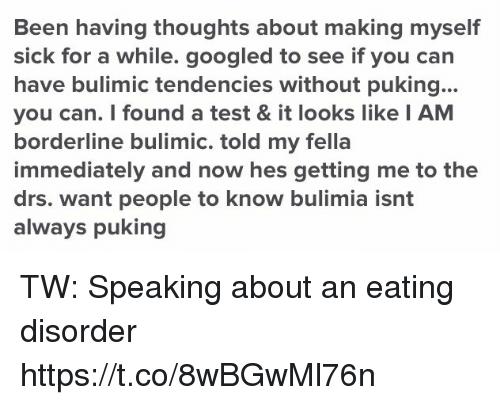 Been having thoughts about making myself
sick for a while. googled to see if you can
have bulimic tendencies without puking...
you can. I found a test & it looks like I AM
borderline bulimic. told my fella
immediately and now hes getting me to the
drs. want people to know bulimia isnt
always puking
TW: Speaking about an eating
disorder
https://t.co/8wBGwMl76n